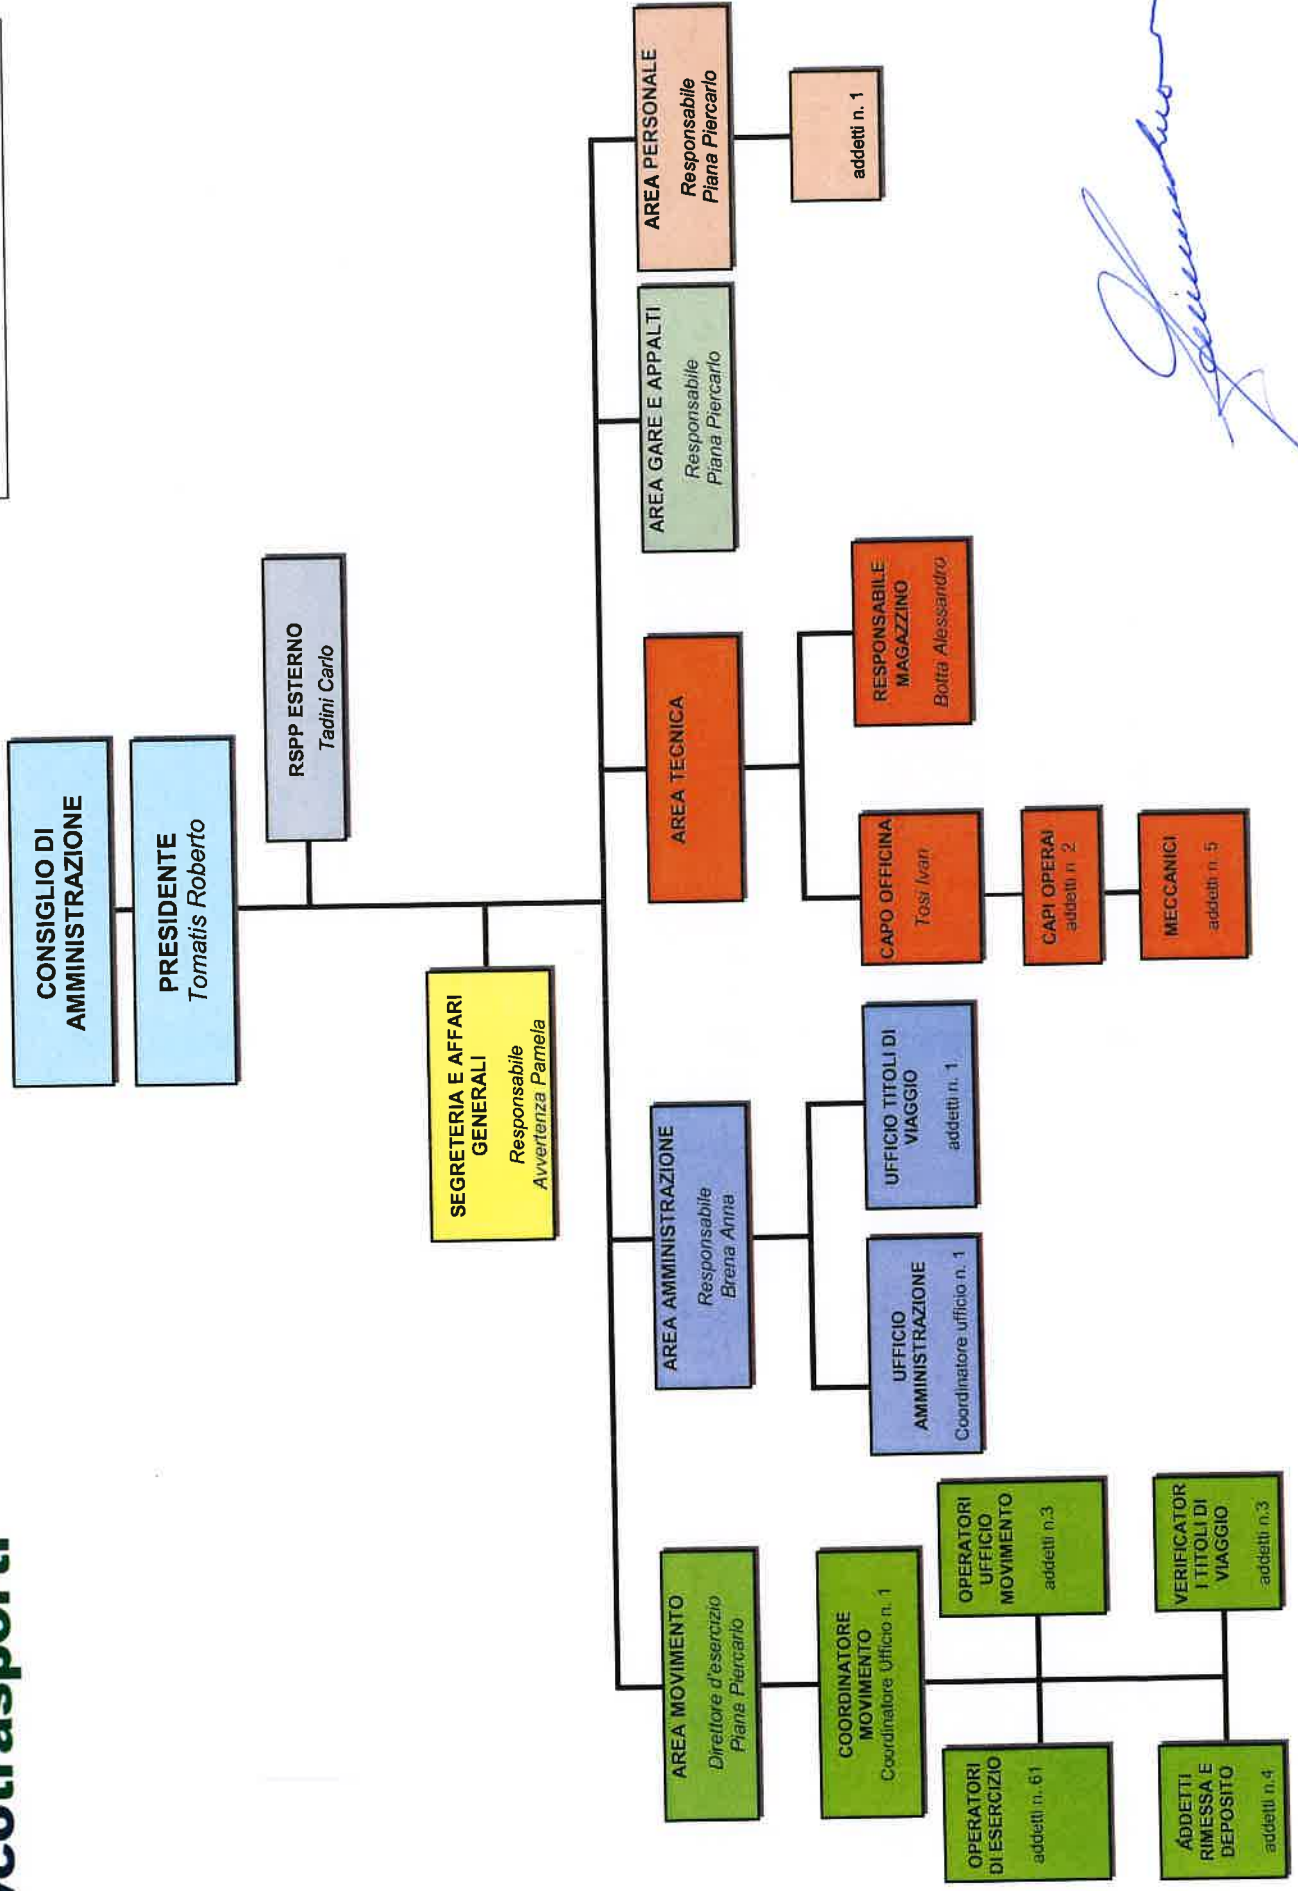 CONSIGLIO DI
AMMINISTRAZIONE
PRESIDENTE
Tomatis Roberto
RSPP ESTERNO
Tadini Carlo
SEGRETERIA E AFFARI
GENERALI
Responsabile
Avvertenza Pamela
AREA MOVIMENTO
Direttore d'esercizio
Piana Piercarlo
AREA AMMINISTRAZIONE
Responsabile
Brena Anna
AREA TECNICA
AREA GARE E APPALTI
Responsabile
Piana Piercarlo
AREA PERSONALE
Responsabile
Piana Piercarlo
COORDINATORE
MOVIMENTO
Coordinatore Ufficio n. 1
UFFICIO
AMMINISTRAZIONE
Coordinatore ufficio n. 1
UFFICIO TITOLI DI
VIAGGIO
addetti n. 1
CAPO OFFICINA
Tosi Ivan
RESPONSABILE
MAGAZZINO
Botta Alessandro
addetti n. 1
OPERATORI
DI ESERCIZIO
addetti n. 61
OPERATORI
UFFICIO
MOVIMENTO
addetti n.3
CAPI OPERAI
addetti n. 2
ADDETTI
RIMESSA E
DEPOSITO
addetti n.4
VERIFICATOR
I TITOLI DI
VIAGGIO
addetti n.3
MECCANICI
addetti n. 5